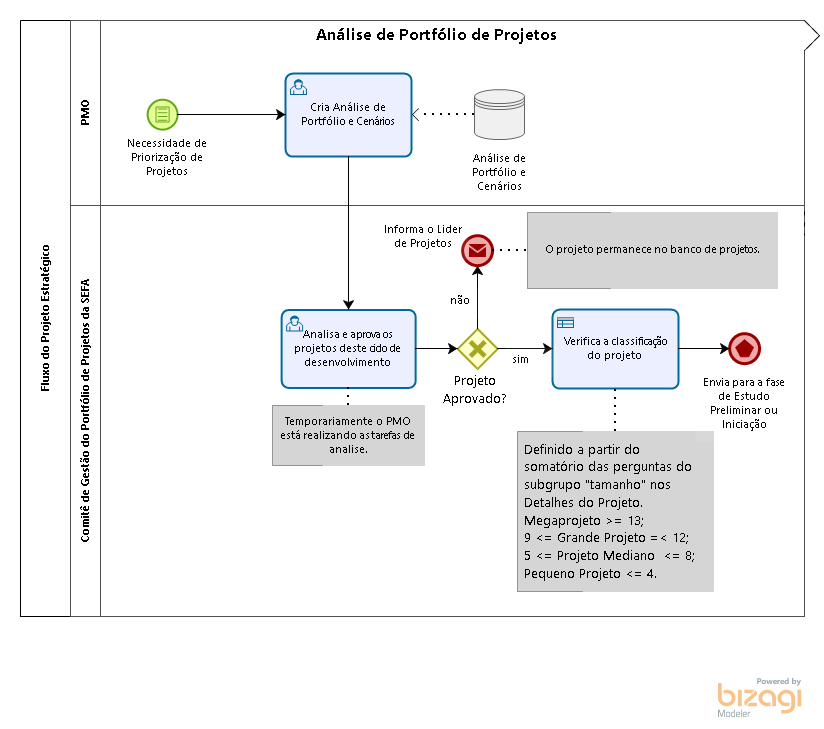 Análise de Portfólio de Projetos
Fluxo do Projeto Estratégico
PMO
Necessidade de
Priorização de
Projetos
Cria Análise de
Portfólio e Cenários
Análise de
Portfólio e
Cenários
Comitê de Gestão do Portfólio de Projetos da SEFA
Informa o Lider
de Projetos
O projeto permanece no banco de projetos.
não
Analisa e aprova os
projetos deste ciclo de
desenvolvimento
Projeto
Aprovado?
sim
Verifica a classificação
do projeto
Envia para a fase
de Estudo
Preliminar ou
Iniciação
Temporariamente o PMO
está realizando as tarefas de
analise.
Definido a partir do
somatório das perguntas do
subgrupo "tamanho" nos
Detalhes do Projeto.
Megaprojeto >= 13;
9 <= Grande Projeto =< 12;
5 <= Projeto Mediano <= 8;
Pequeno Projeto <= 4.
Powered by
bizagi
Modeler